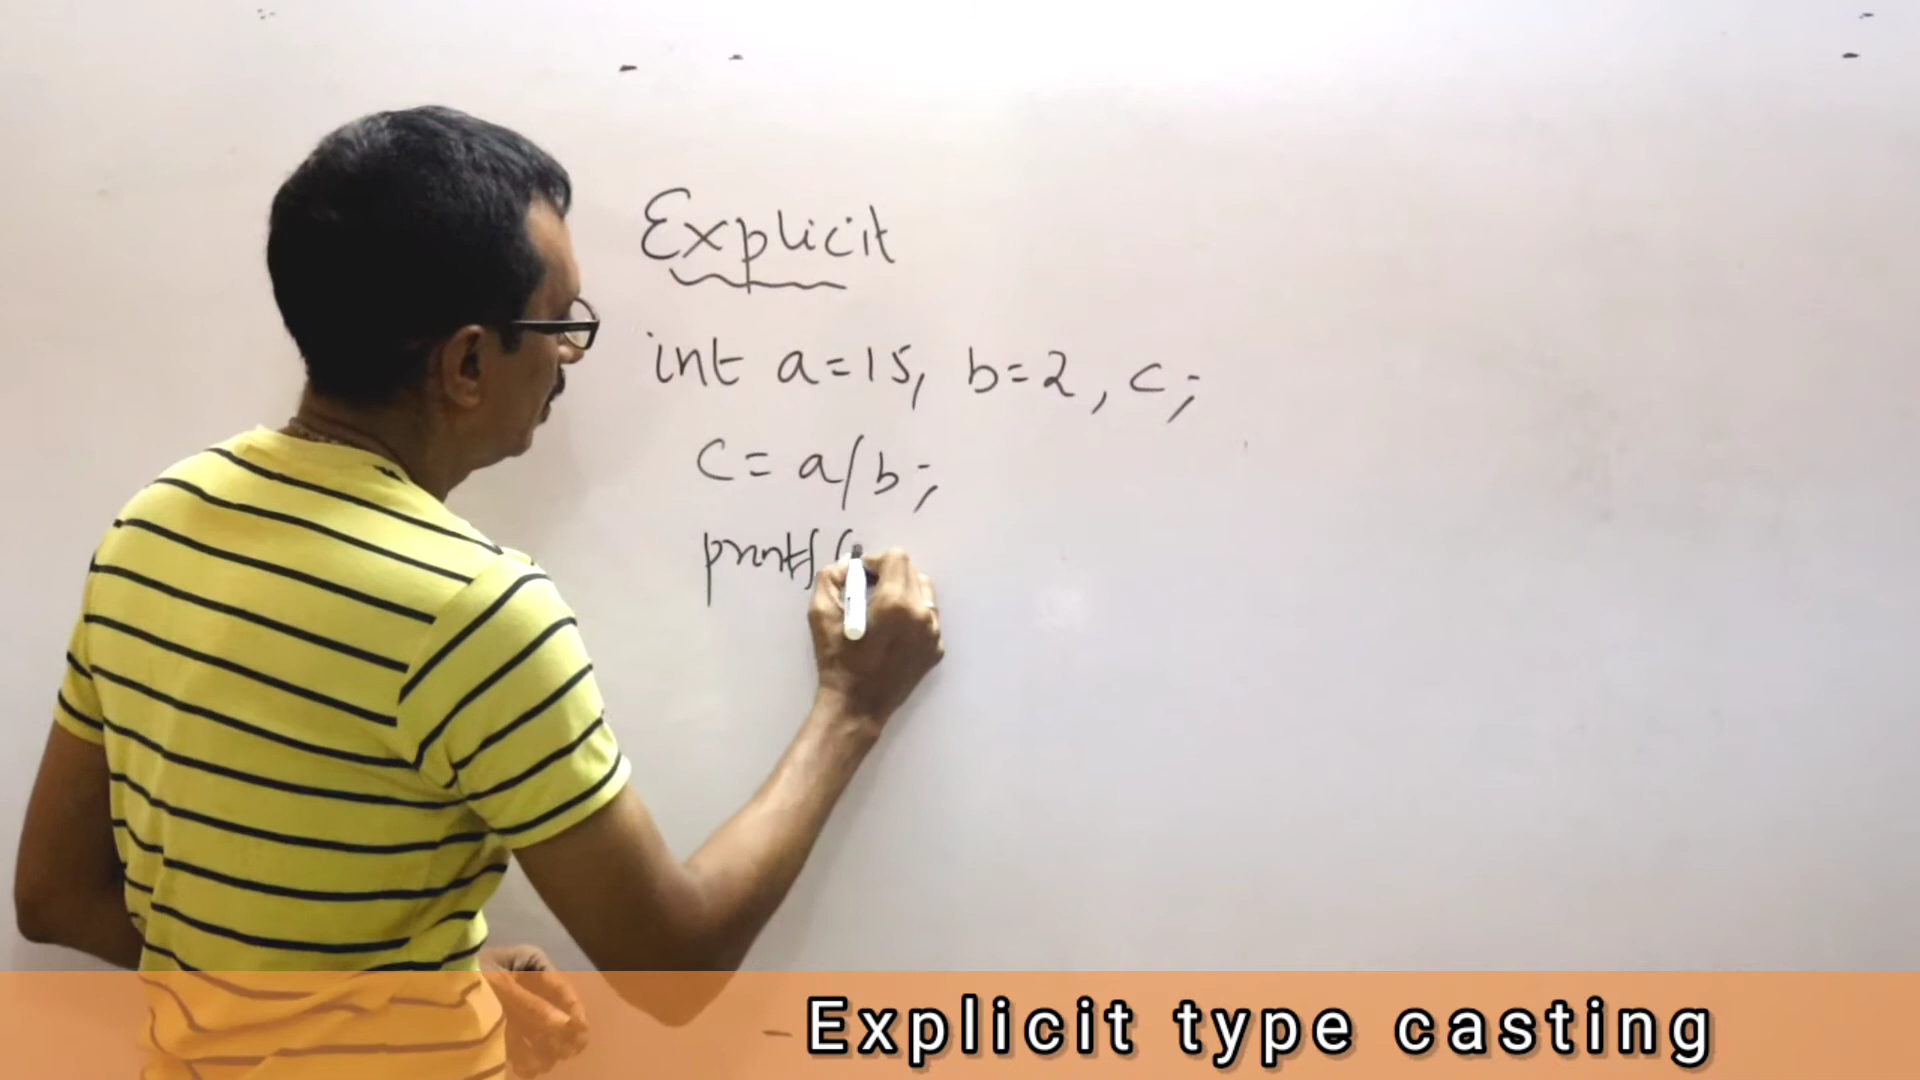 Explicit
int a=15, b=2, c;
c= a/b;
printf(
Explicit type casting